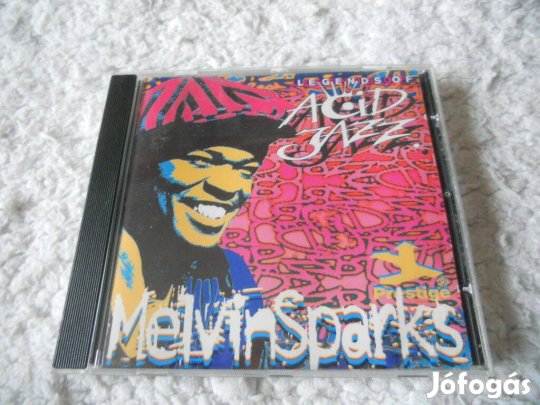 LEGENDS OF
ACID
JAZZ
Prestige®
MelvinSparks
Jófogás